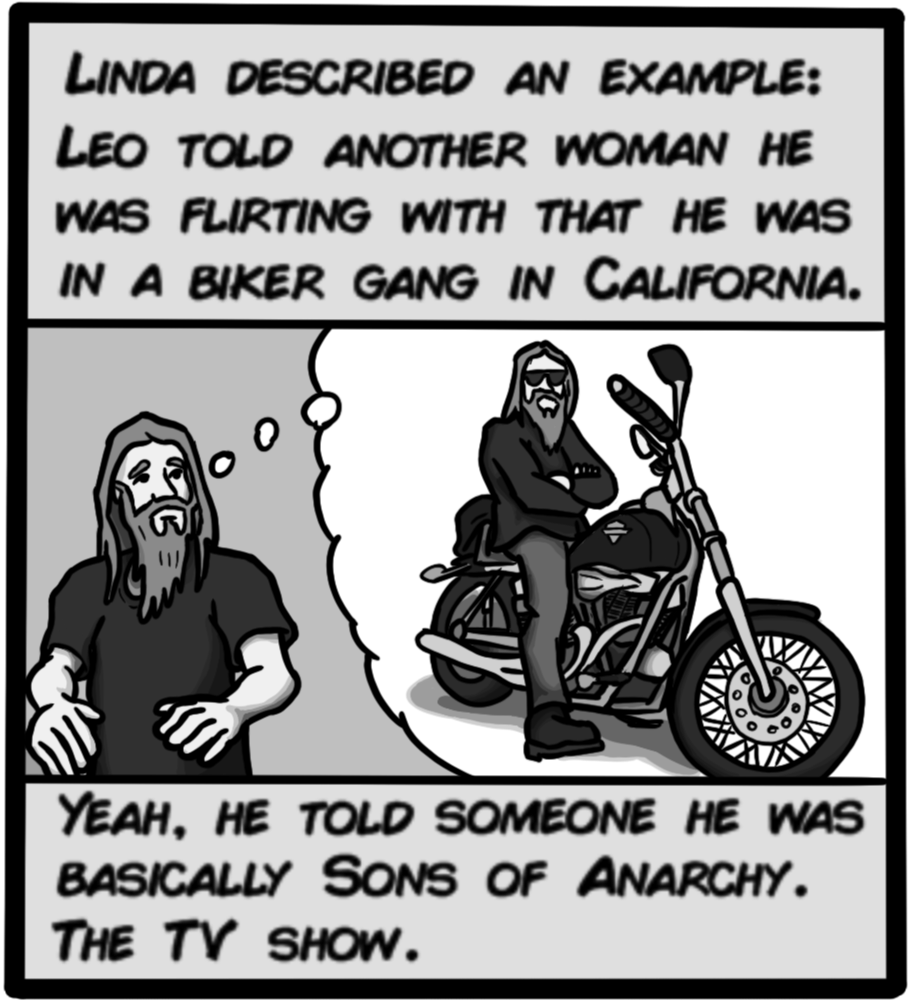 Linda described an example:
Leo told another woman he
was flirting with that he was
in a biker gang in California.
Yeah, he told someone he was
basically Sons of Anarchy.
The TV show.